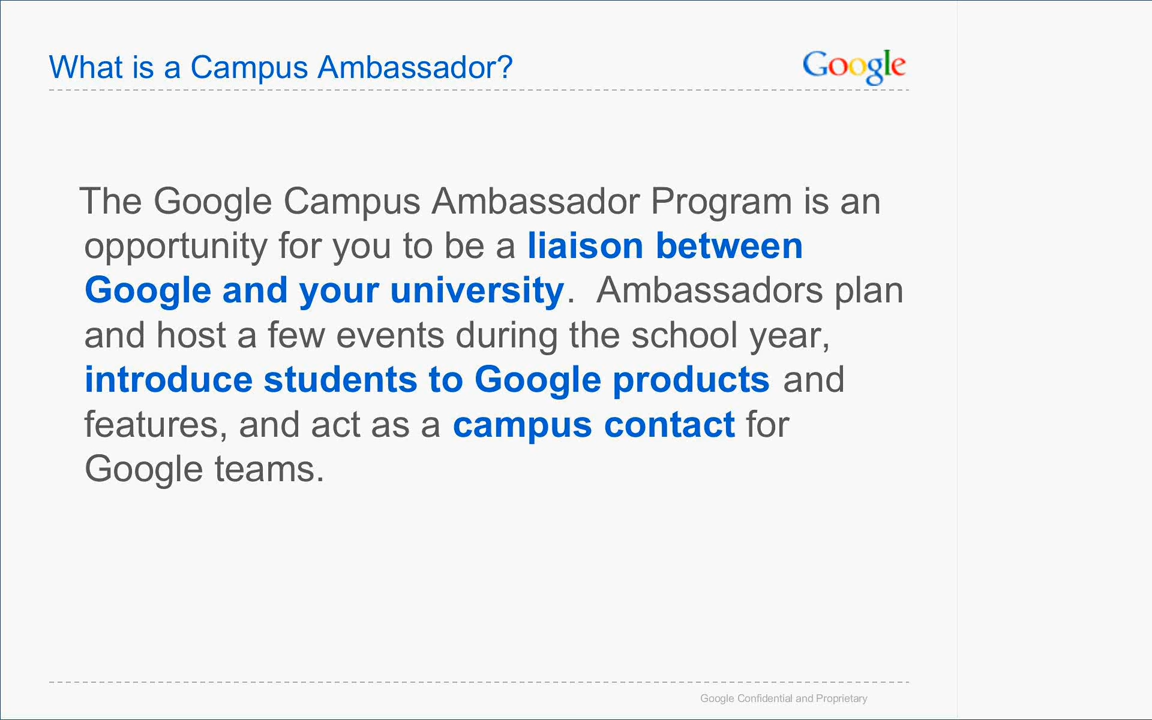 What is a Campus Ambassador?
Google
The Google Campus Ambassador Program is an
opportunity for you to be a liaison between
Google and your university.  Ambassadors plan
and host a few events during the school year,
introduce students to Google products and
features, and act as a campus contact for
Google teams.
Google Confidential and Proprietary